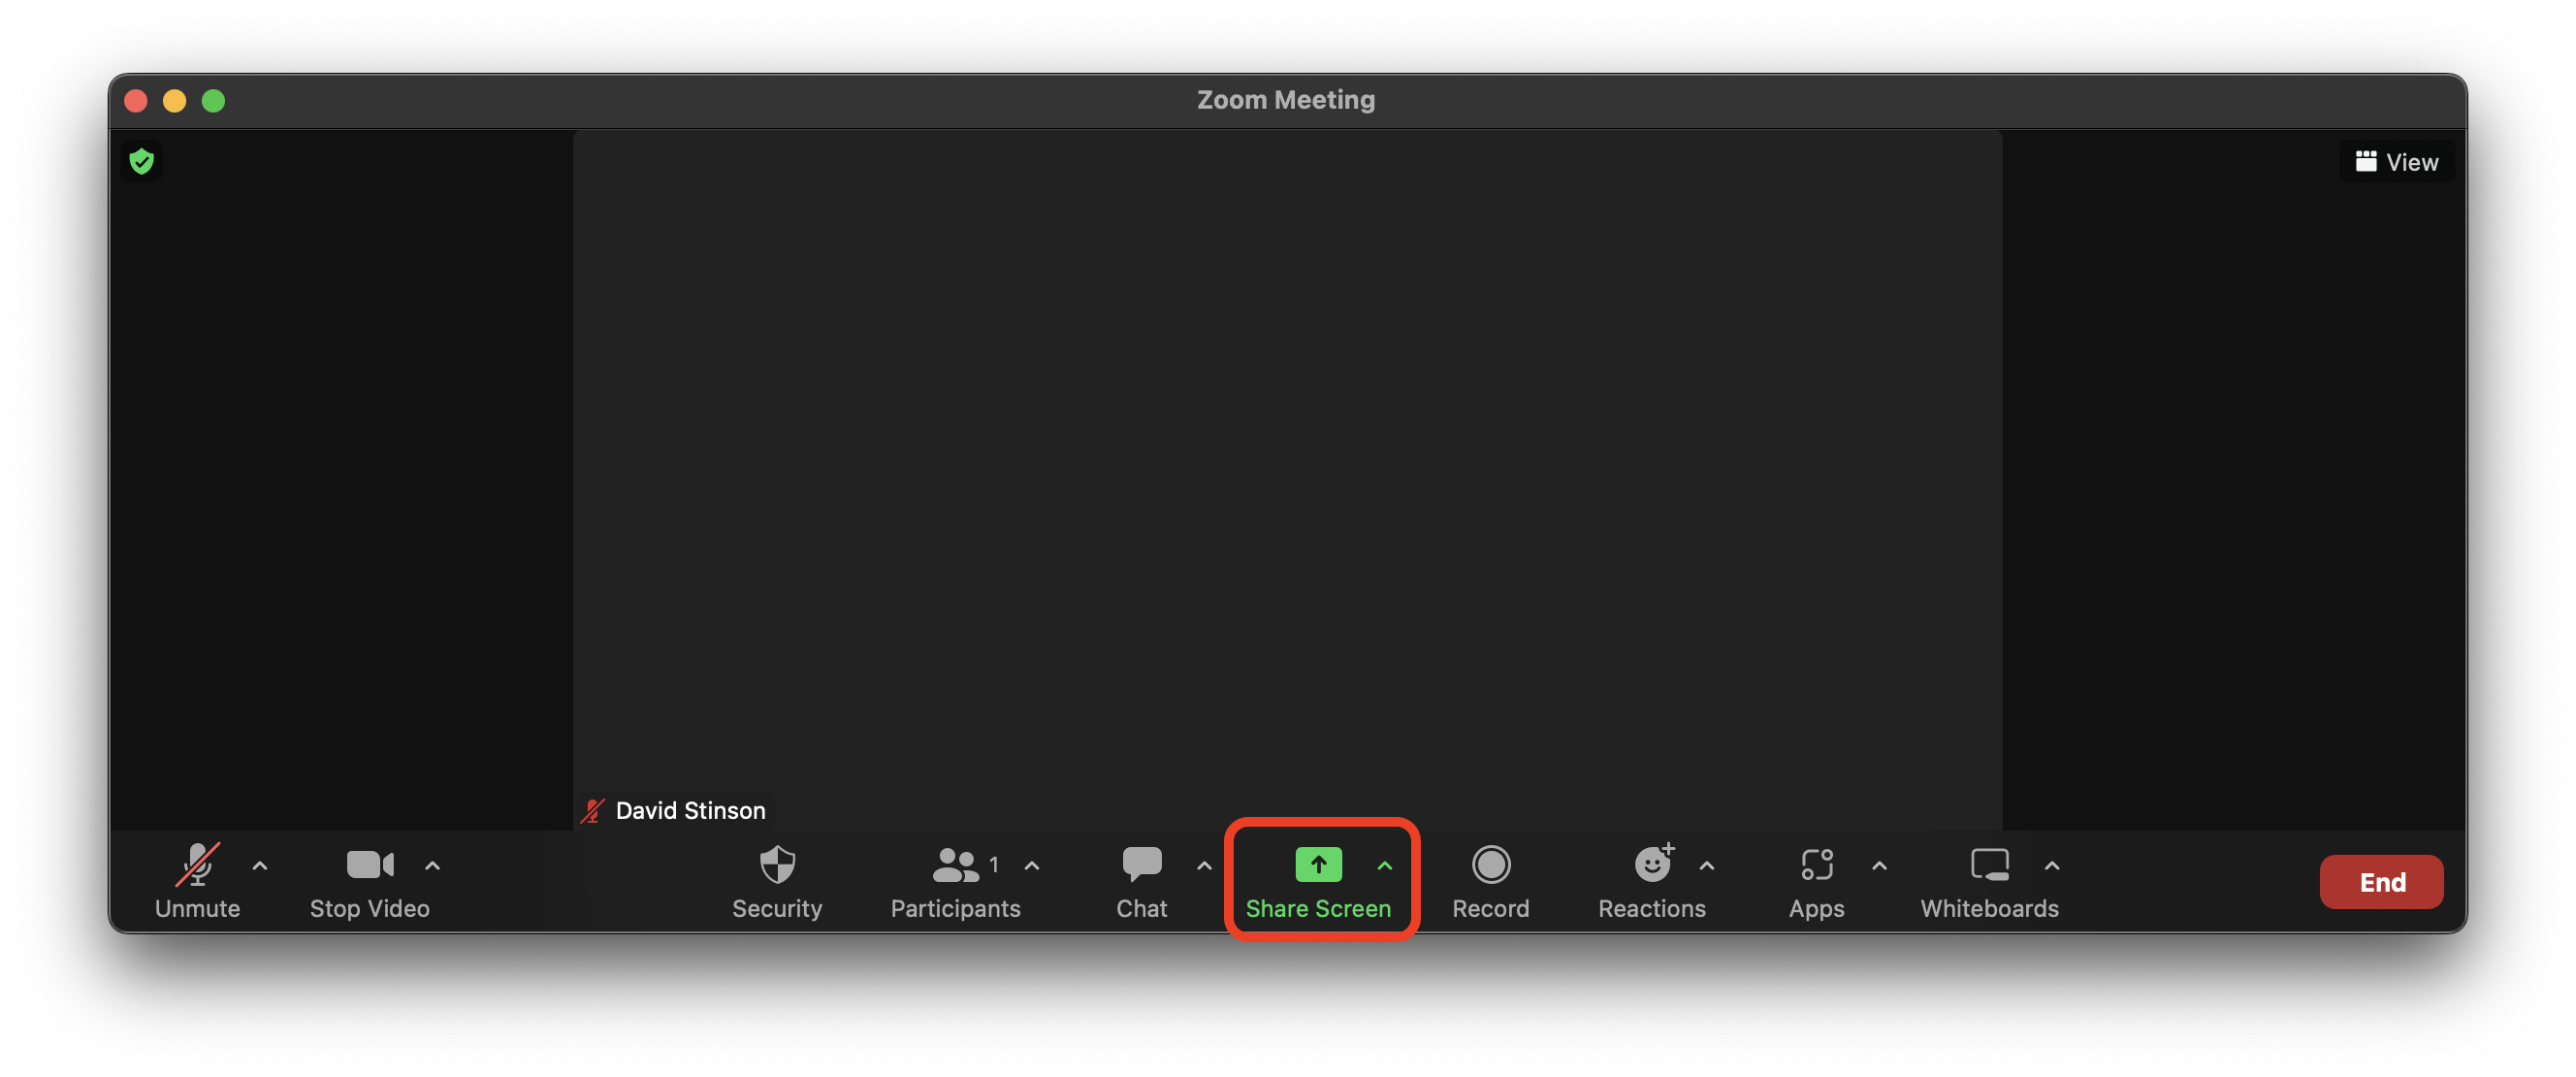 Zoom Meeting
View
David Stinson
1
Unmute
Stop Video
Security
Participants
Chat
Share Screen
Record
Reactions
Apps
Whiteboards
End